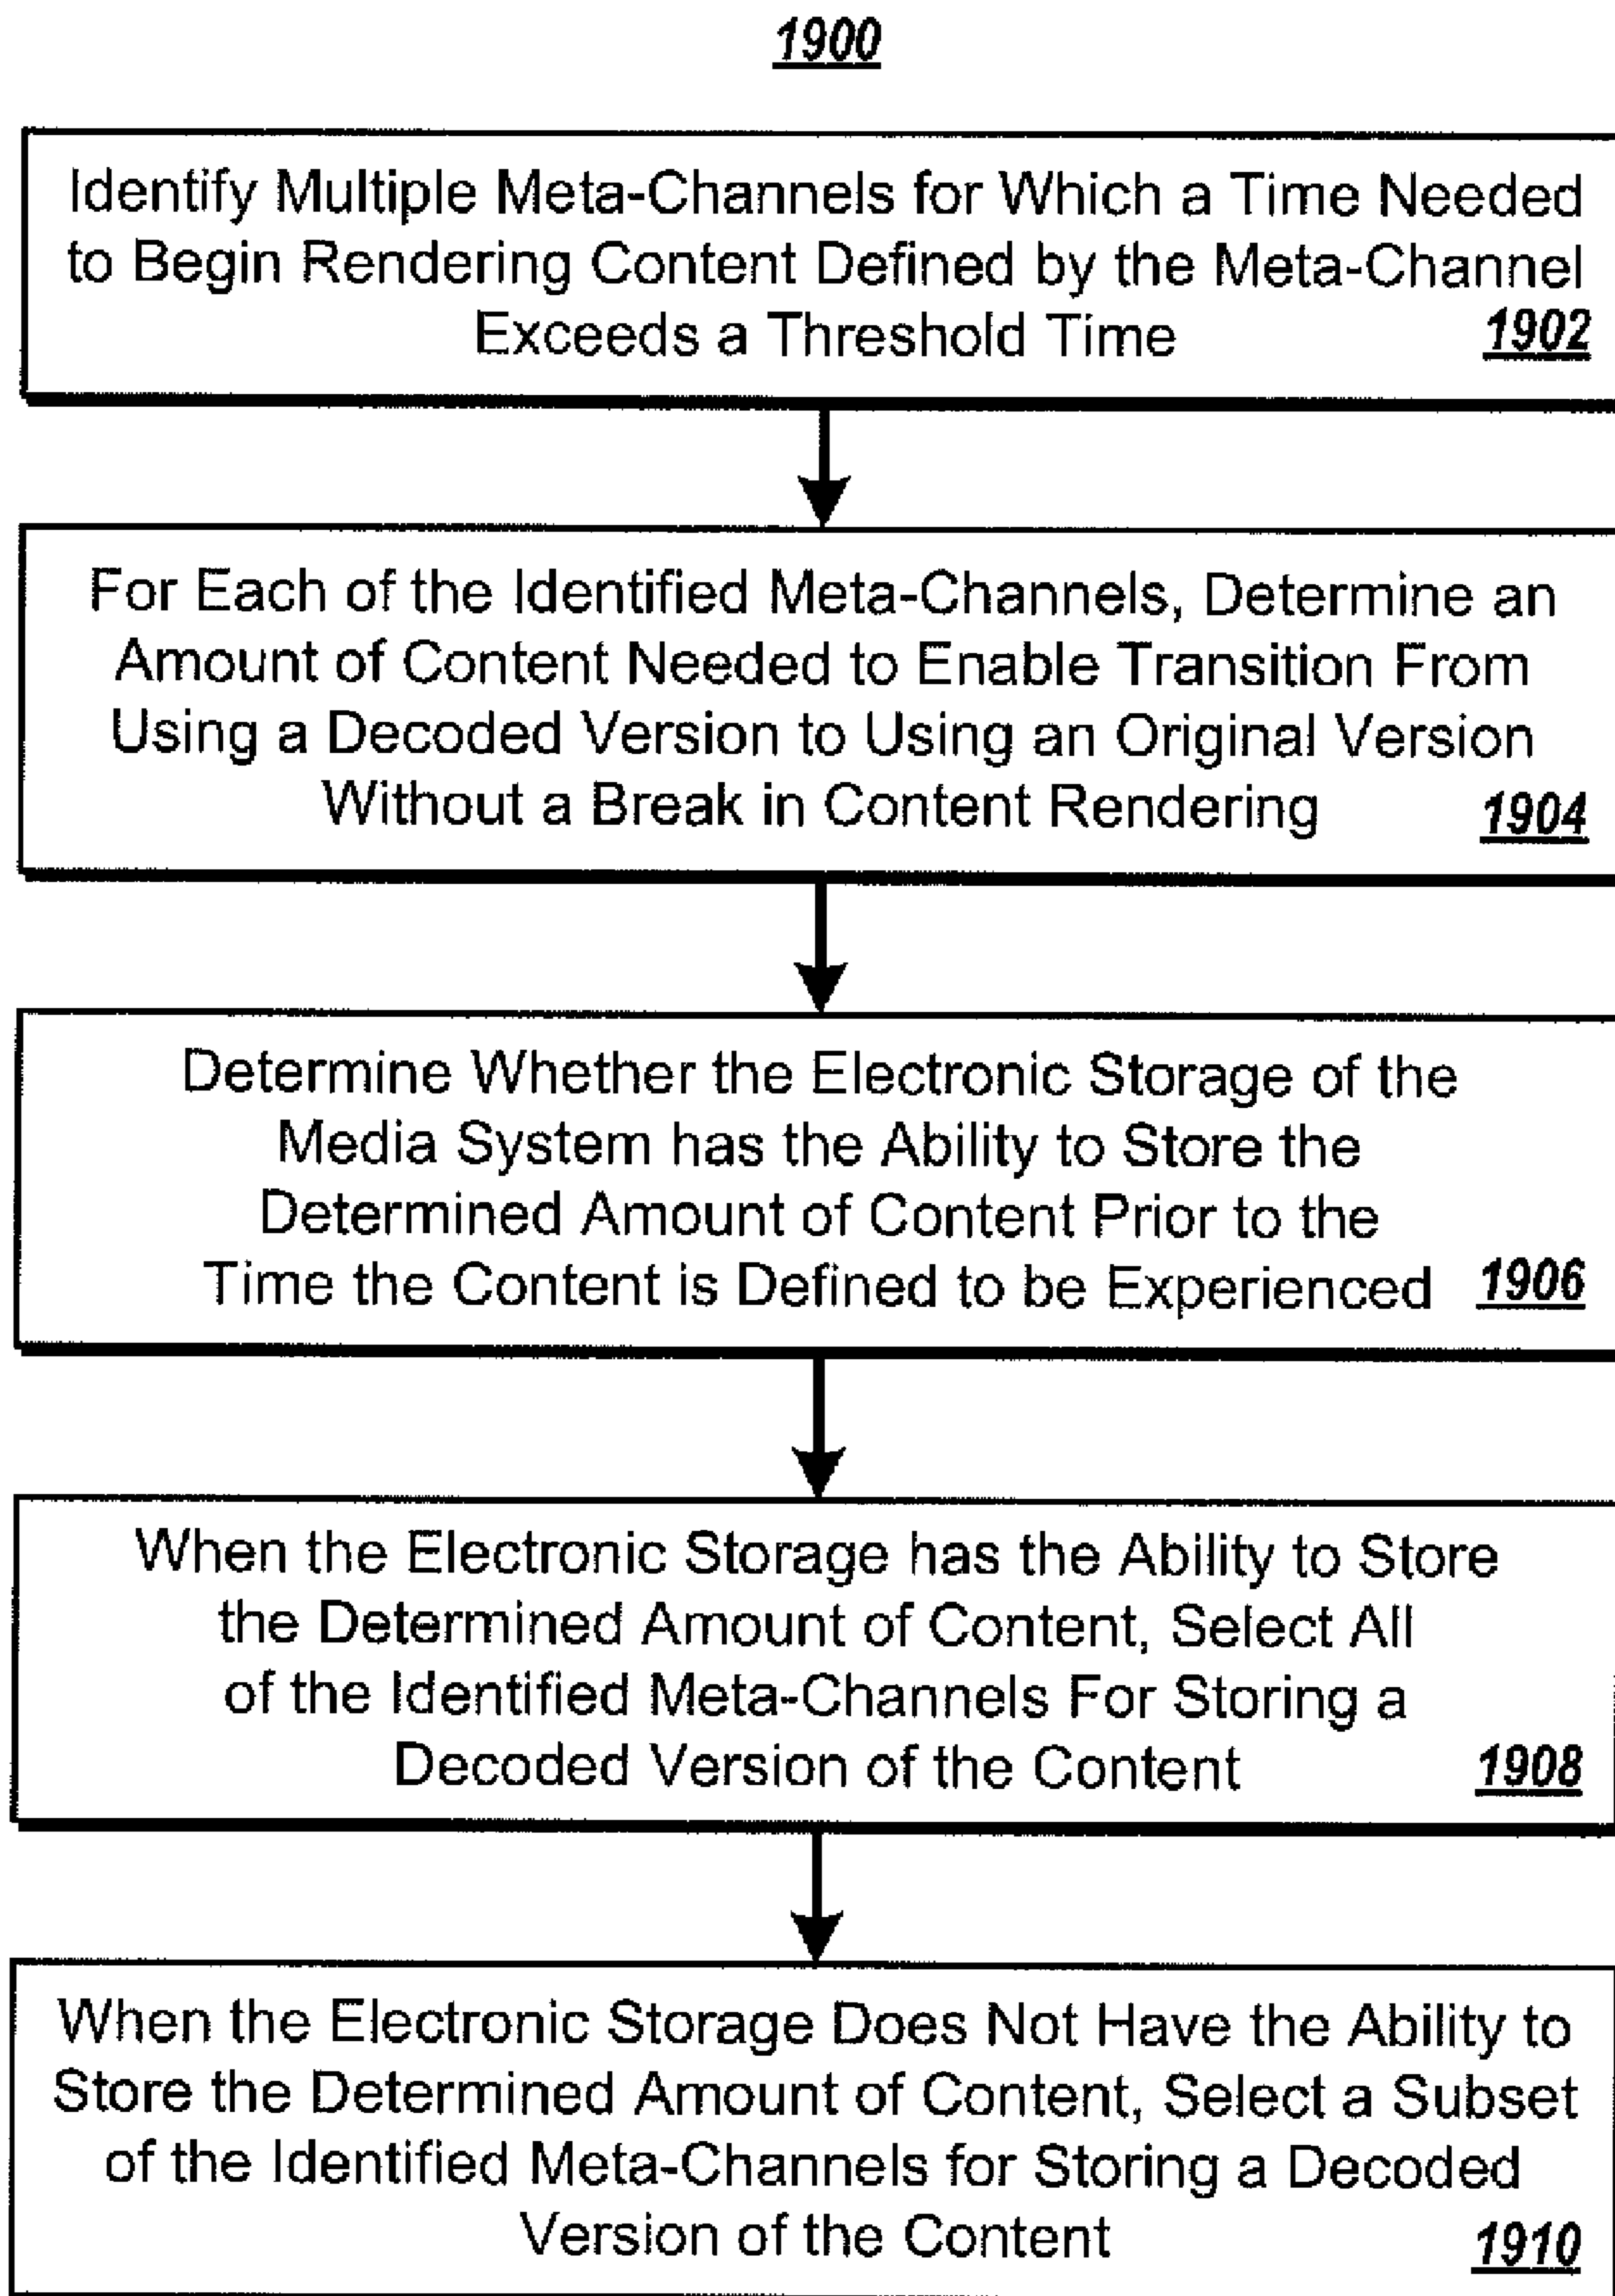 1900
Identify Multiple Meta-Channels for Which a Time Needed
to Begin Rendering Content Defined by the Meta-Channel
Exceeds a Threshold Time 1902
For Each of the Identified Meta-Channels, Determine an
Amount of Content Needed to Enable Transition From
Using a Decoded Version to Using an Original Version
Without a Break in Content Rendering 1904
Determine Whether the Electronic Storage of the
Media System has the Ability to Store the
Determined Amount of Content Prior to the
Time the Content is Defined to be Experienced 1906
When the Electronic Storage has the Ability to Store
the Determined Amount of Content, Select All
of the Identified Meta-Channels For Storing a
Decoded Version of the Content 1908
When the Electronic Storage Does Not Have the Ability to
Store the Determined Amount of Content, Select a Subset
of the Identified Meta-Channels for Storing a Decoded
Version of the Content 1910